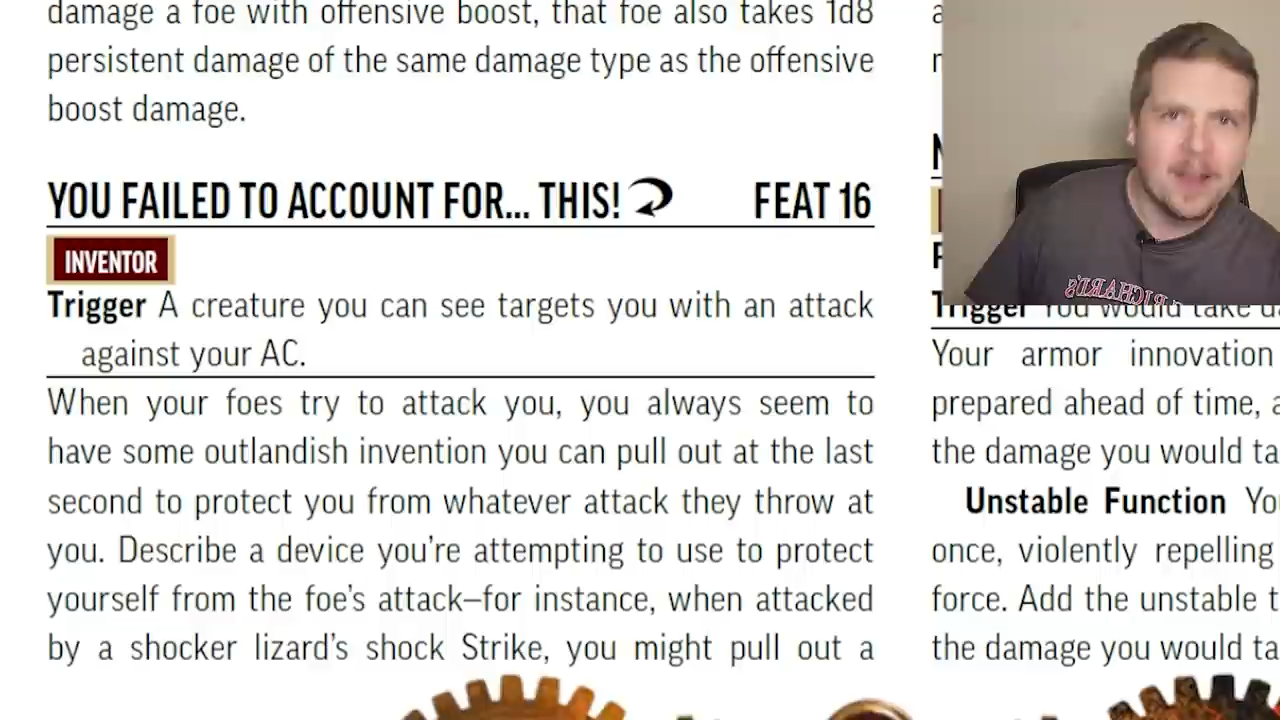 damage a foe with offensive boost, that foe also takes 1d8
persistent damage of the same damage type as the offensive
boost damage.
YOU FAILED TO ACCOUNT FOR... THIS! FEAT 16
INVENTOR
Trigger A creature you can see targets you with an attack
against your AC.
When your foes try to attack you, you always seem to
have some outlandish invention you can pull out at the last
second to protect you from whatever attack they throw at
you. Describe a device you're attempting to use to protect
yourself from the foe's attack—for instance, when attacked
by a shocker lizard's shock Strike, you might pull out a
Trigger You would take
Your armor innovation
prepared ahead of time,
the damage you would
Unstable Function
once, violently repelling
force. Add the unstable
the damage you would